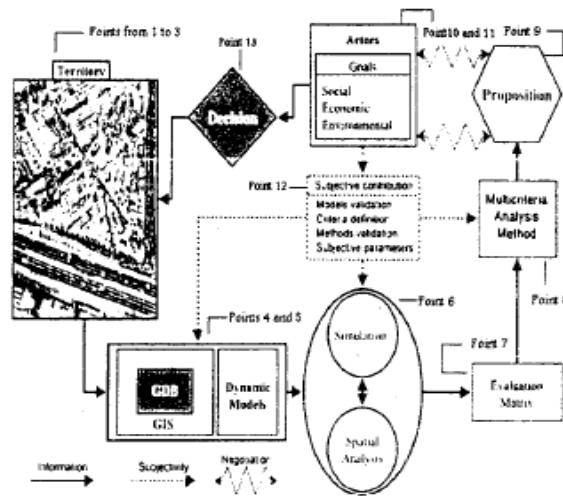 Points from 1 to 3
Territory
Point 13
Decision
Actors
Goals
Social
Economic
Environmental
Point10 and 11
Point 9
Proposition
Point 12
Subjective contribution
Models validation
Criteria definition
Methods validation
Subjective parameters
Multicriteria
Analysis
Method
Point 8
Points 4 and 5
GIS
Dynamic
Models
Point 6
Simulation
Spatial
Analysis
Point 7
Evaluation
Matrix
Information
Subjectivity
Negotiation